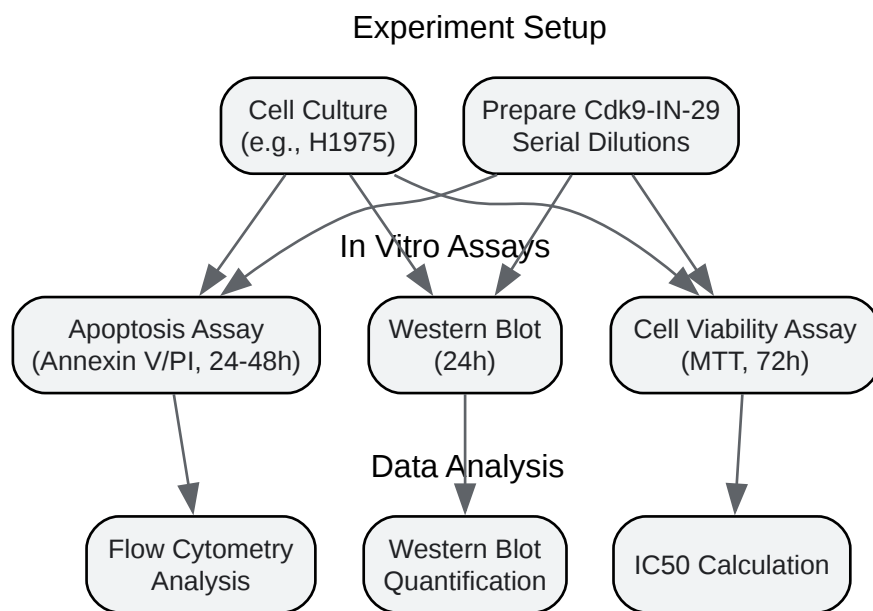 Experiment Setup
Cell Culture
(e.g., H1975)
Prepare Cdk9-IN-29
Serial Dilutions
In Vitro Assays
Apoptosis Assay
(Annexin V/PI, 24-48h)
Western Blot
(24h)
Cell Viability Assay
(MTT, 72h)
Data Analysis
Flow Cytometry
Analysis
Western Blot
Quantification
IC50 Calculation